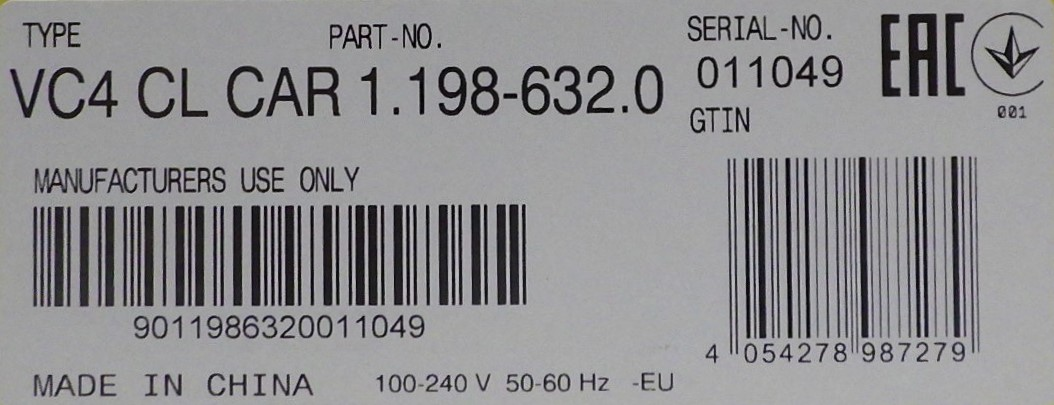 TYPE PART-NO. SERIAL-NO.
VC4 CL CAR 1.198-632.0 011049
EAC
001
GTIN
MANUFACTURERS USE ONLY
9011986320011049
4 054278 987279
MADE IN CHINA 100-240 V 50-60 Hz -EU